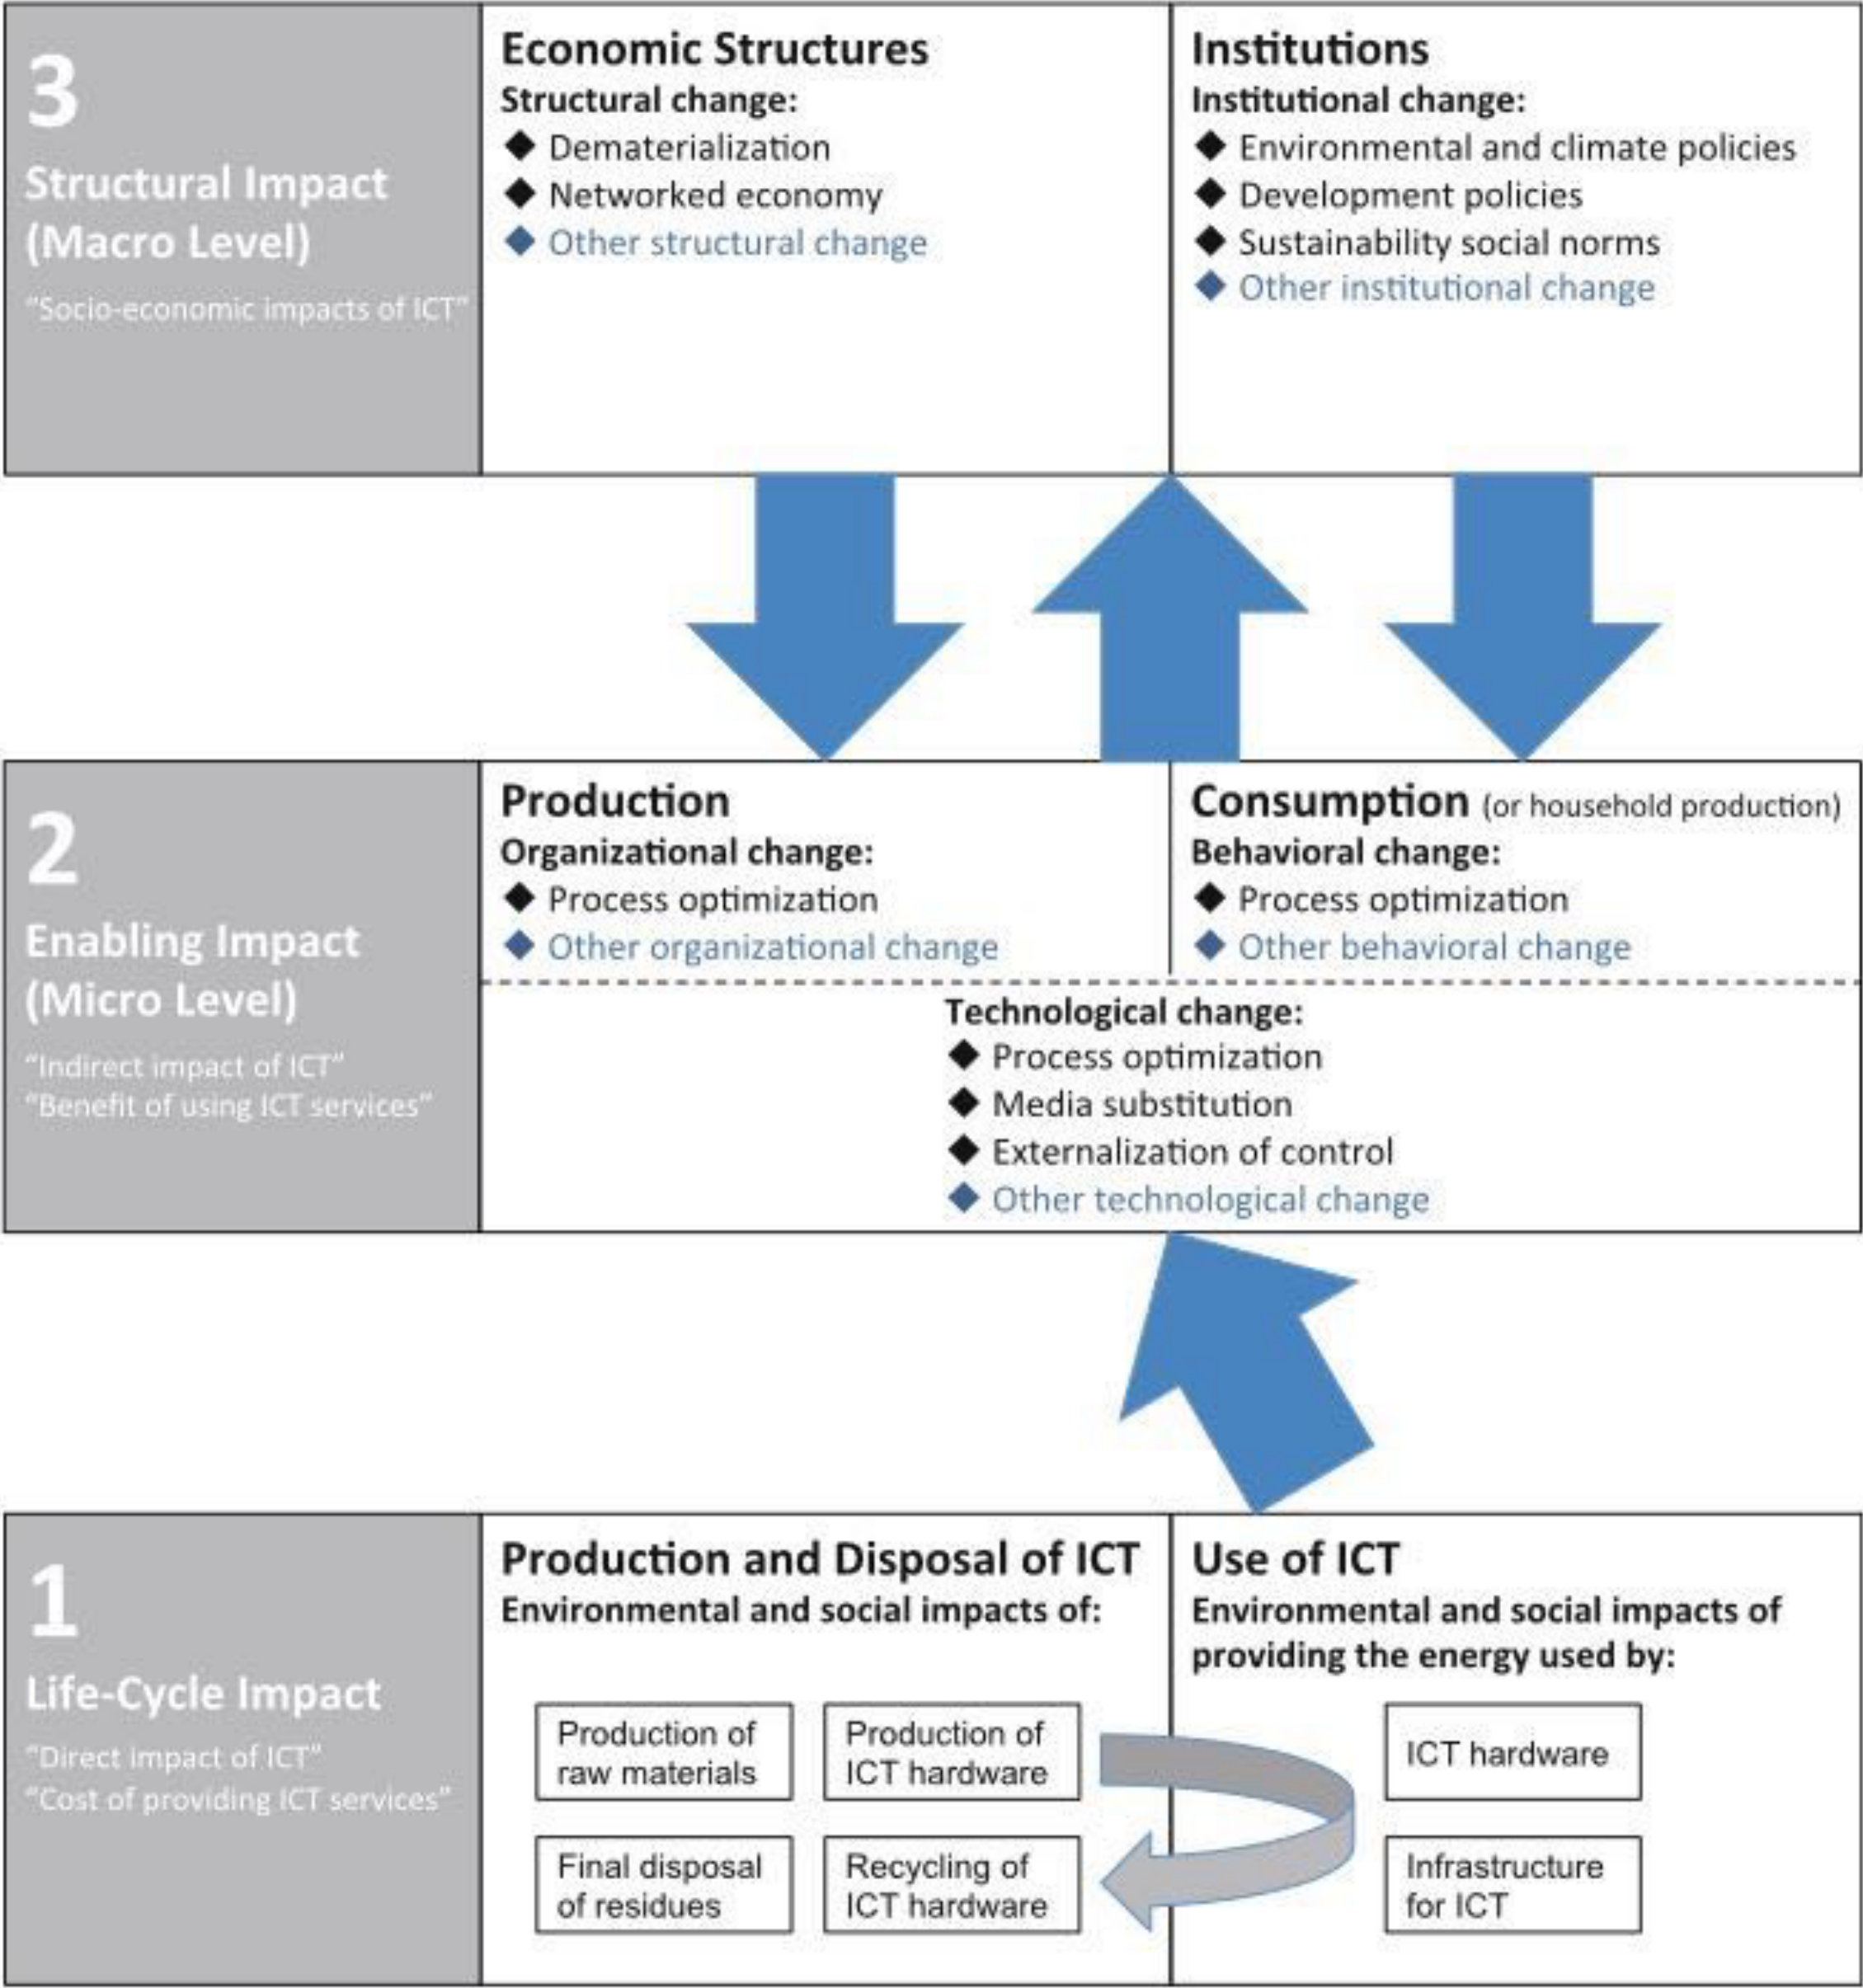 3
Structural Impact
(Macro Level)
"Socio-economic impacts of ICT"
Economic Structures
Structural change:
◆ Dematerialization
◆ Networked economy
◆ Other structural change
Institutions
Institutional change:
◆ Environmental and climate policies
◆ Development policies
◆ Sustainability social norms
◆ Other institutional change
2
Enabling Impact
(Micro Level)
"Indirect impact of ICT"
"Benefit of using ICT services"
Production
Organizational change:
◆ Process optimization
◆ Other organizational change
Consumption (or household production)
Behavioral change:
◆ Process optimization
◆ Other behavioral change
Technological change:
◆ Process optimization
◆ Media substitution
◆ Externalization of control
◆ Other technological change
1
Life-Cycle Impact
"Direct impact of ICT"
"Cost of providing ICT services"
Production and Disposal of ICT
Environmental and social impacts of:
Production of
raw materials
Production of
ICT hardware
Final disposal
of residues
Recycling of
ICT hardware
Use of ICT
Environmental and social impacts of
providing the energy used by:
ICT hardware
Infrastructure
for ICT